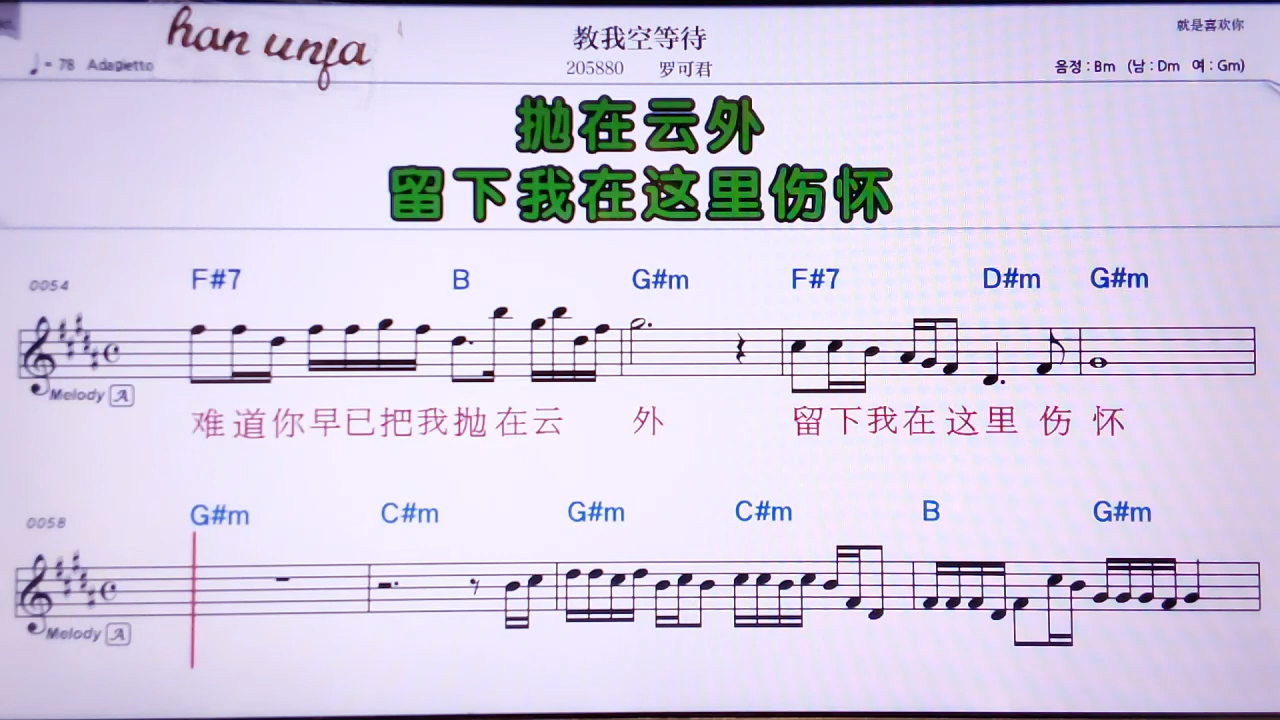 han unfa
教我空等待
就是喜欢你
♩= 78 Adagietto
205880 罗可君
음정 : Bm (남 : Dm 여 : Gm)
抛在云外
留下我在这里伤怀
0054
F#7 B G#m F#7 D#m G#m
Melody A
难道你早已把我抛在云 外 留下我在这里 伤 怀
0058
G#m C#m G#m C#m B G#m
Melody A